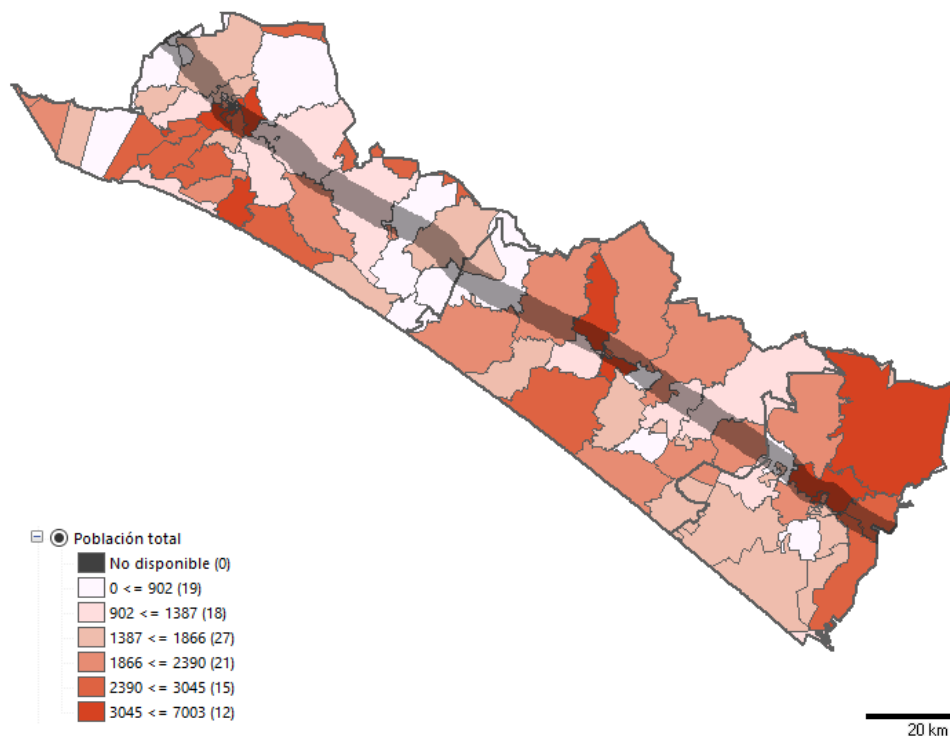 Población total
No disponible (0)
0 <= 902 (19)
902 <= 1387 (18)
1387 <= 1866 (27)
1866 <= 2390 (21)
2390 <= 3045 (15)
3045 <= 7003 (12)
20 km